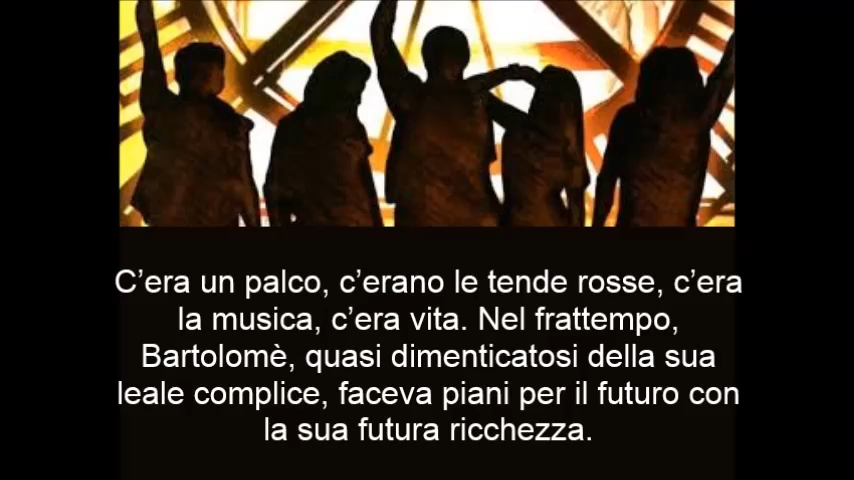 C’era un palco, c’erano le tende rosse, c’era
la musica, c’era vita. Nel frattempo,
Bartolomè, quasi dimenticatosi della sua
leale complice, faceva piani per il futuro con
la sua futura ricchezza.